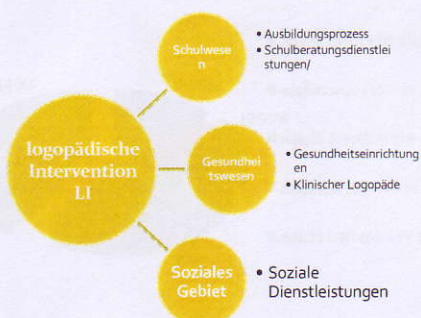 Schulwese
n
• Ausbildungsprozess
• Schulberatungsdienstlei
stungen/
logopädische
Intervention
LI
Gesundhei
tswesen
• Gesundheitseinrichtung
en
• Klinischer Logopäde
Soziales
Gebiet
• Soziale
Dienstleistungen